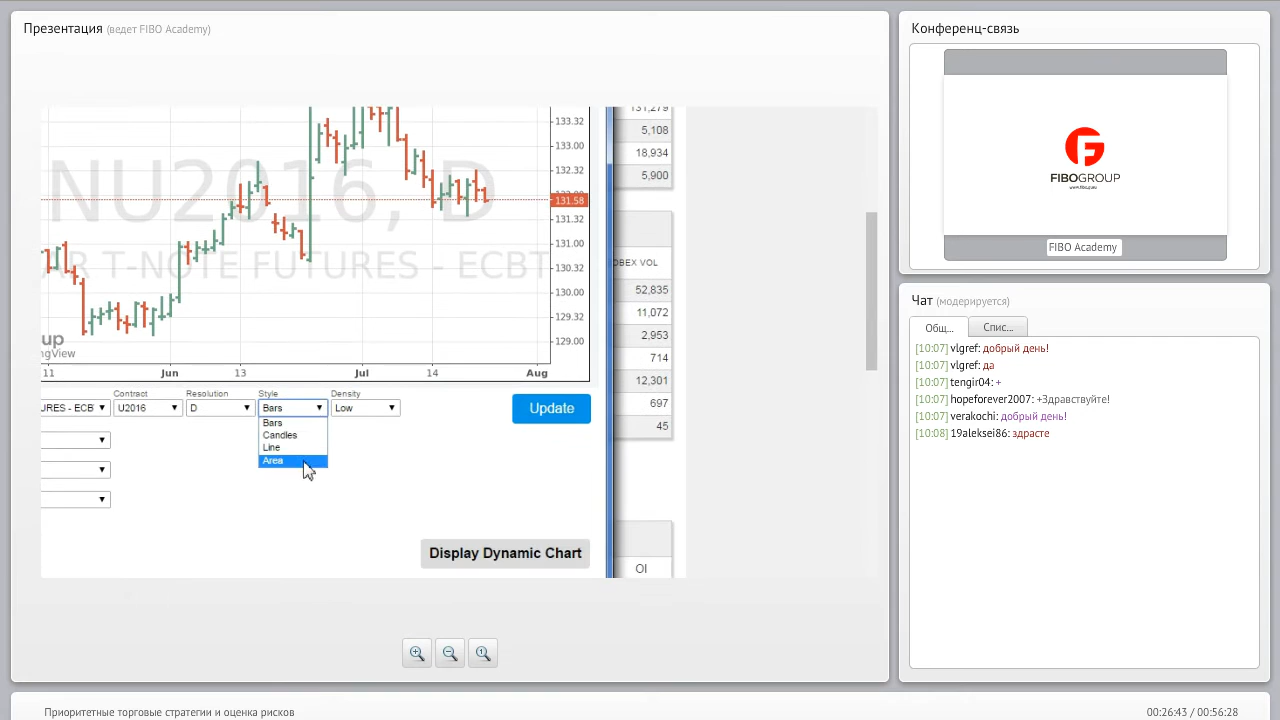 Презентация (ведет FIBO Academy)
133.32
133.00
132.32
131.58
131.32
131.00
130.32
130.00
129.32
129.00
NU2016, D
AR T-NOTE FUTURES - ECBT
up
ngView
11 Jun 13 Jul 14 Aug
131,279
5,108
18,934
5,900
OBEX VOL
52,835
11,072
2,953
714
12,301
697
45
OI
Contract Resolution Style Density
URES - ECB U2016 D Bars Low Update
Bars
Candles
Line
Area
Display Dynamic Chart
Конференц-связь
FIBOGROUP
FIBO Academy
Чат (модерируется)
Общ... Спис...
[10:07] vlgref: добрый день!
[10:07] vlgref: да
[10:07] tengir04: +
[10:07] hopeforever2007: +Здравствуйте!
[10:07] verakochi: добрый день!
[10:08] 19aleksei86: здрасте
Приоритетные торговые стратегии и оценка рисков
00:26:43 / 00:56:28